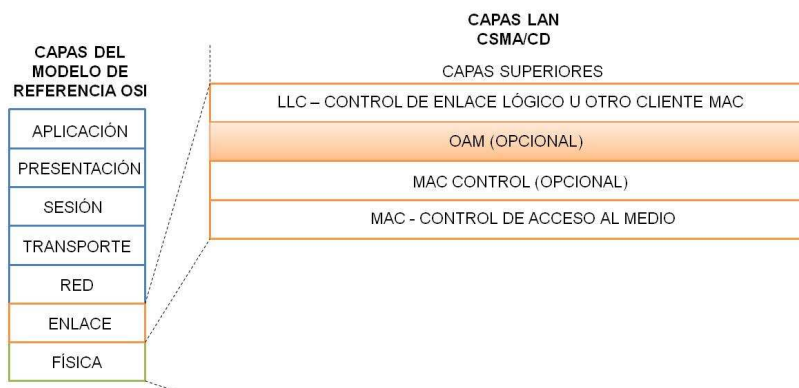 CAPAS DEL
MODELO DE
REFERENCIA OSI
APLICACIÓN
PRESENTACIÓN
SESIÓN
TRANSPORTE
RED
ENLACE
FÍSICA
CAPAS LAN
CSMA/CD
CAPAS SUPERIORES
LLC – CONTROL DE ENLACE LÓGICO U OTRO CLIENTE MAC
OAM (OPCIONAL)
MAC CONTROL (OPCIONAL)
MAC - CONTROL DE ACCESO AL MEDIO